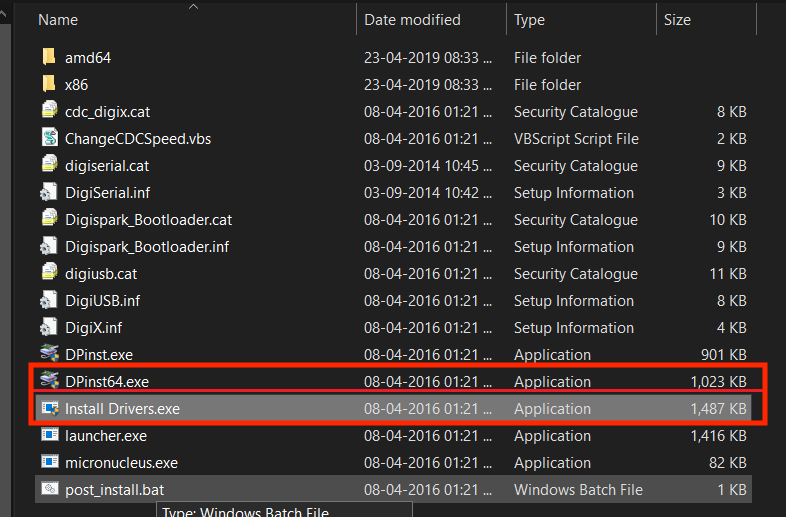 Name Date modified Type Size
amd64 23-04-2019 08:33 ... File folder
x86 23-04-2019 08:33 ... File folder
cdc_digix.cat 08-04-2016 01:21 ... Security Catalogue 8 KB
ChangeCDCSpeed.vbs 08-04-2016 01:21 ... VBScript Script File 2 KB
digiserial.cat 03-09-2014 10:45 ... Security Catalogue 9 KB
DigiSerial.inf 03-09-2014 10:42 ... Setup Information 3 KB
Digispark_Bootloader.cat 08-04-2016 01:21 ... Security Catalogue 10 KB
Digispark_Bootloader.inf 08-04-2016 01:21 ... Setup Information 9 KB
digiusb.cat 08-04-2016 01:21 ... Security Catalogue 11 KB
DigiUSB.inf 08-04-2016 01:21 ... Setup Information 8 KB
DigiX.inf 08-04-2016 01:21 ... Setup Information 4 KB
DPinst.exe 08-04-2016 01:21 ... Application 901 KB
DPinst64.exe 08-04-2016 01:21 ... Application 1,023 KB
Install Drivers.exe 08-04-2016 01:21 ... Application 1,487 KB
launcher.exe 08-04-2016 01:21 ... Application 1,416 KB
micronucleus.exe 08-04-2016 01:21 ... Application 82 KB
post_install.bat 08-04-2016 01:21 ... Windows Batch File 1 KB
Type: Windows Batch File